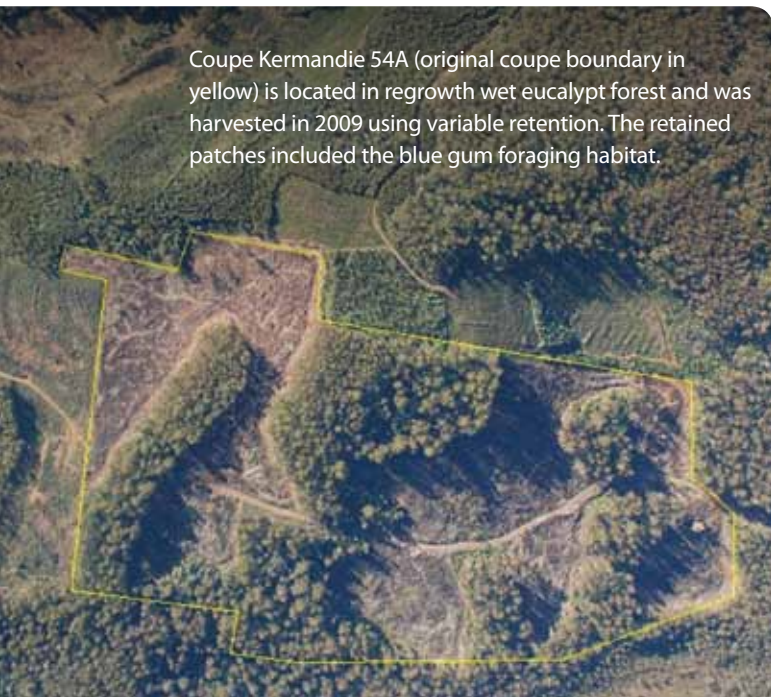 Coupe Kermandie 54A (original coupe boundary in
yellow) is located in regrowth wet eucalypt forest and was
harvested in 2009 using variable retention. The retained
patches included the blue gum foraging habitat.